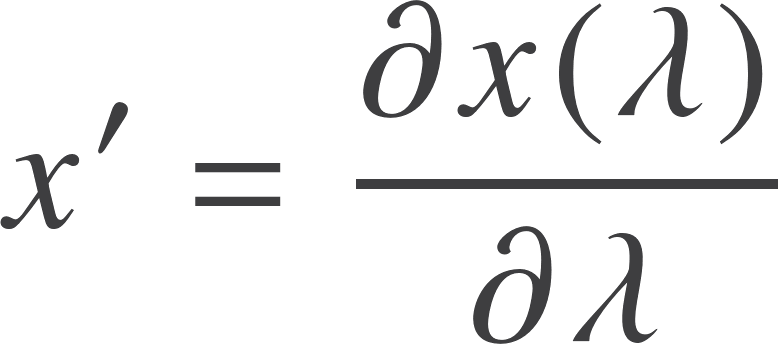 x′ = ∂x(λ) / ∂λ